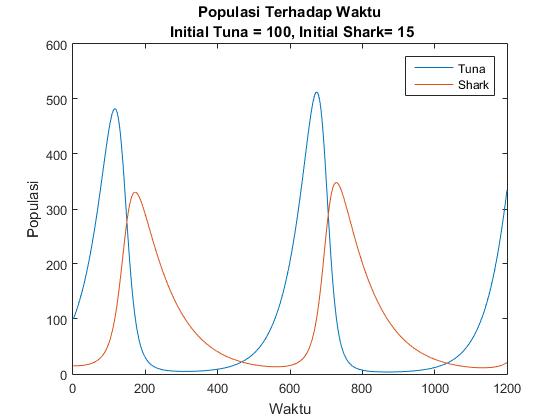 Populasi Terhadap Waktu
Initial Tuna = 100, Initial Shark= 15
600
500
400
300
200
100
0
Populasi
Tuna
Shark
0 200 400 600 800 1000 1200
Waktu